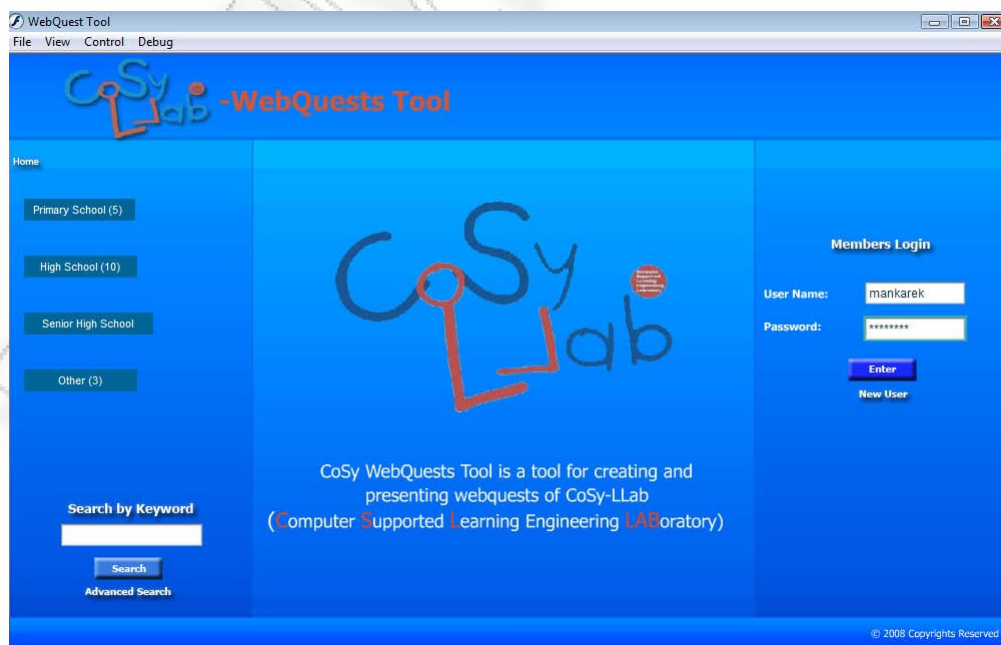 WebQuest Tool
File View Control Debug
CoSy LLab -WebQuests Tool
Home
Primary School (5)
High School (10)
Senior High School
Other (3)
Search by Keyword
Search
Advanced Search
CoSy LLab
CoSy WebQuests Tool is a tool for creating and
presenting webquests of CoSy-LLab
(Computer Supported Learning Engineering LABoratory)
Members Login
User Name: mankarek
Password: ********
Enter
New User
© 2008 Copyrights Reserved